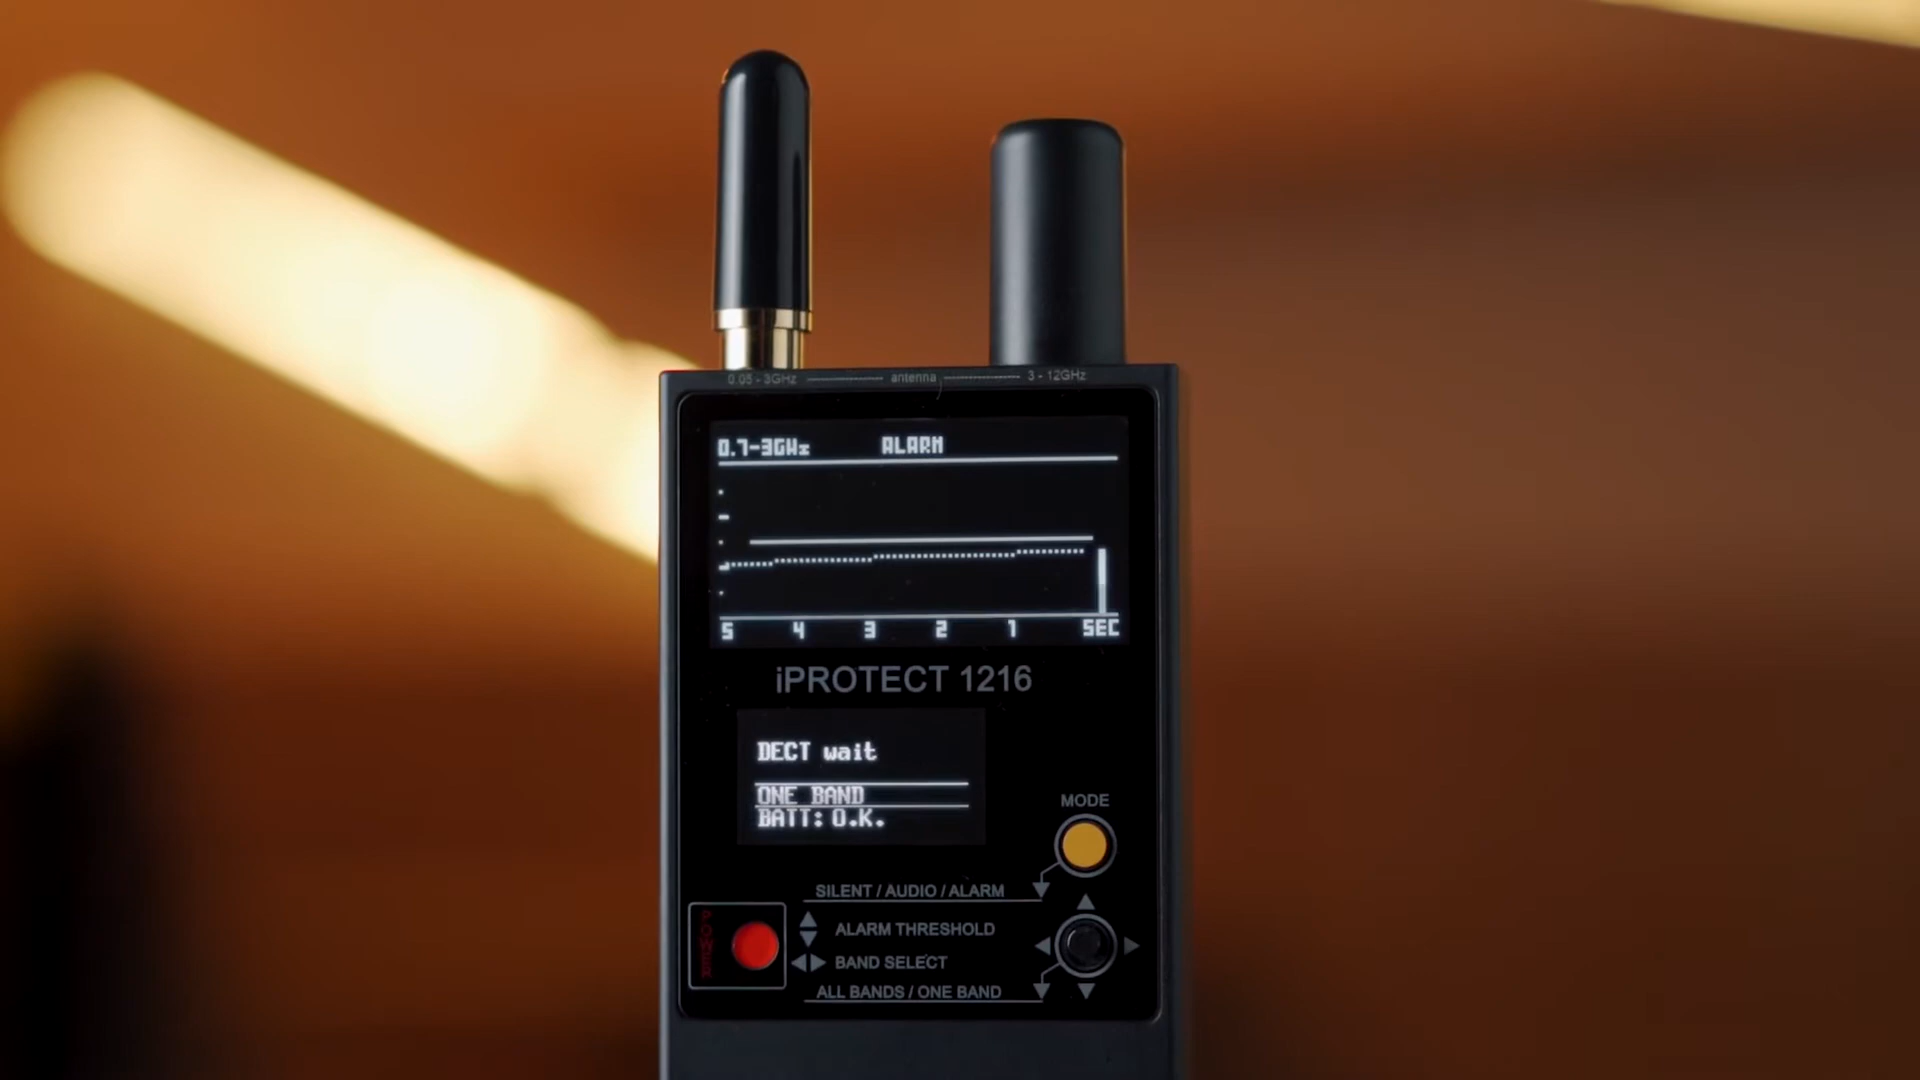 0.05 - 3GHz antenna 3 - 12GHz
0.7-3GHz ALARM
5 4 3 2 1 SEC
iPROTECT 1216
DECT wait
ONE BAND
BATT: O.K.
MODE
SILENT / AUDIO / ALARM
POWER
ALARM THRESHOLD
BAND SELECT
ALL BANDS / ONE BAND